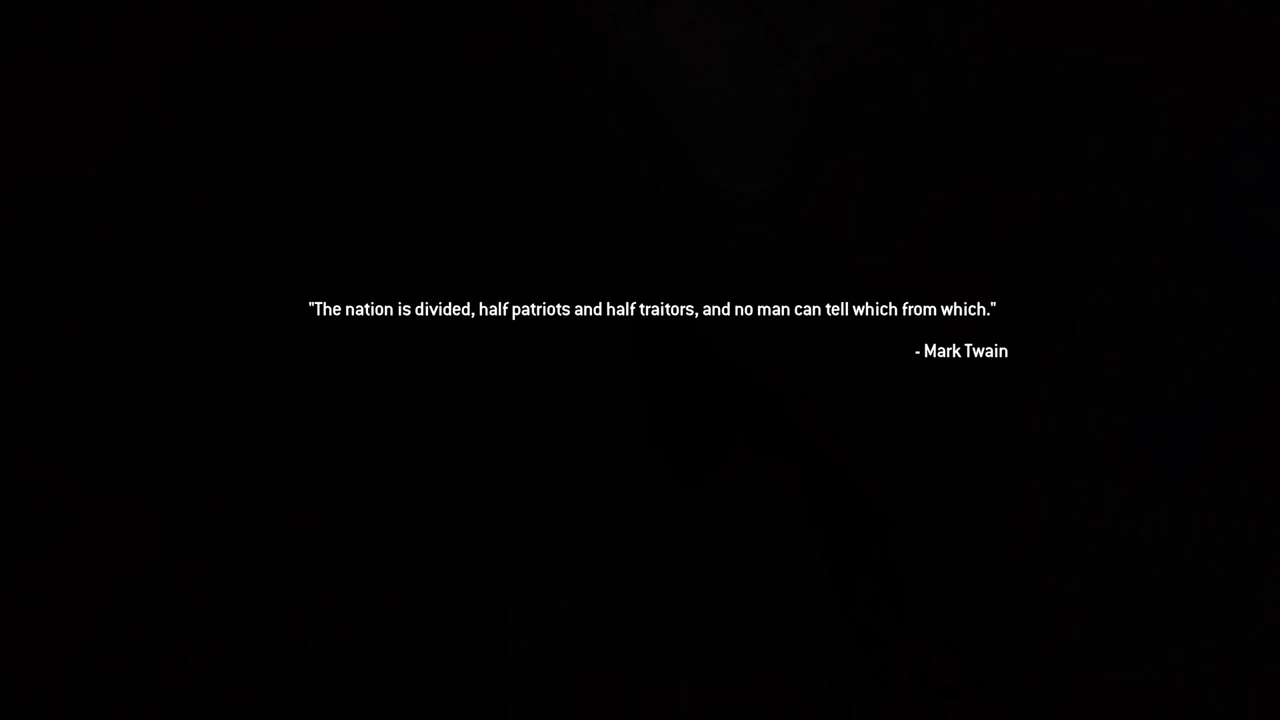 "The nation is divided, half patriots and half traitors, and no man can tell which from which."
- Mark Twain